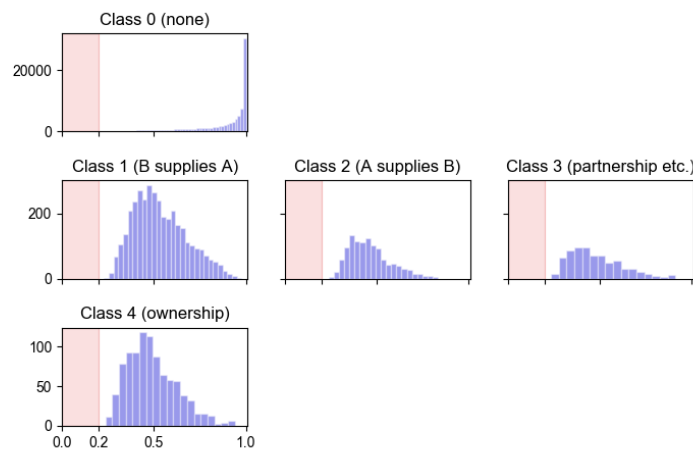 Class 0 (none)
20000
0
Class 1 (B supplies A)
Class 2 (A supplies B)
Class 3 (partnership etc.)
200
0
Class 4 (ownership)
100
50
0
0.0
0.2
0.5
1.0